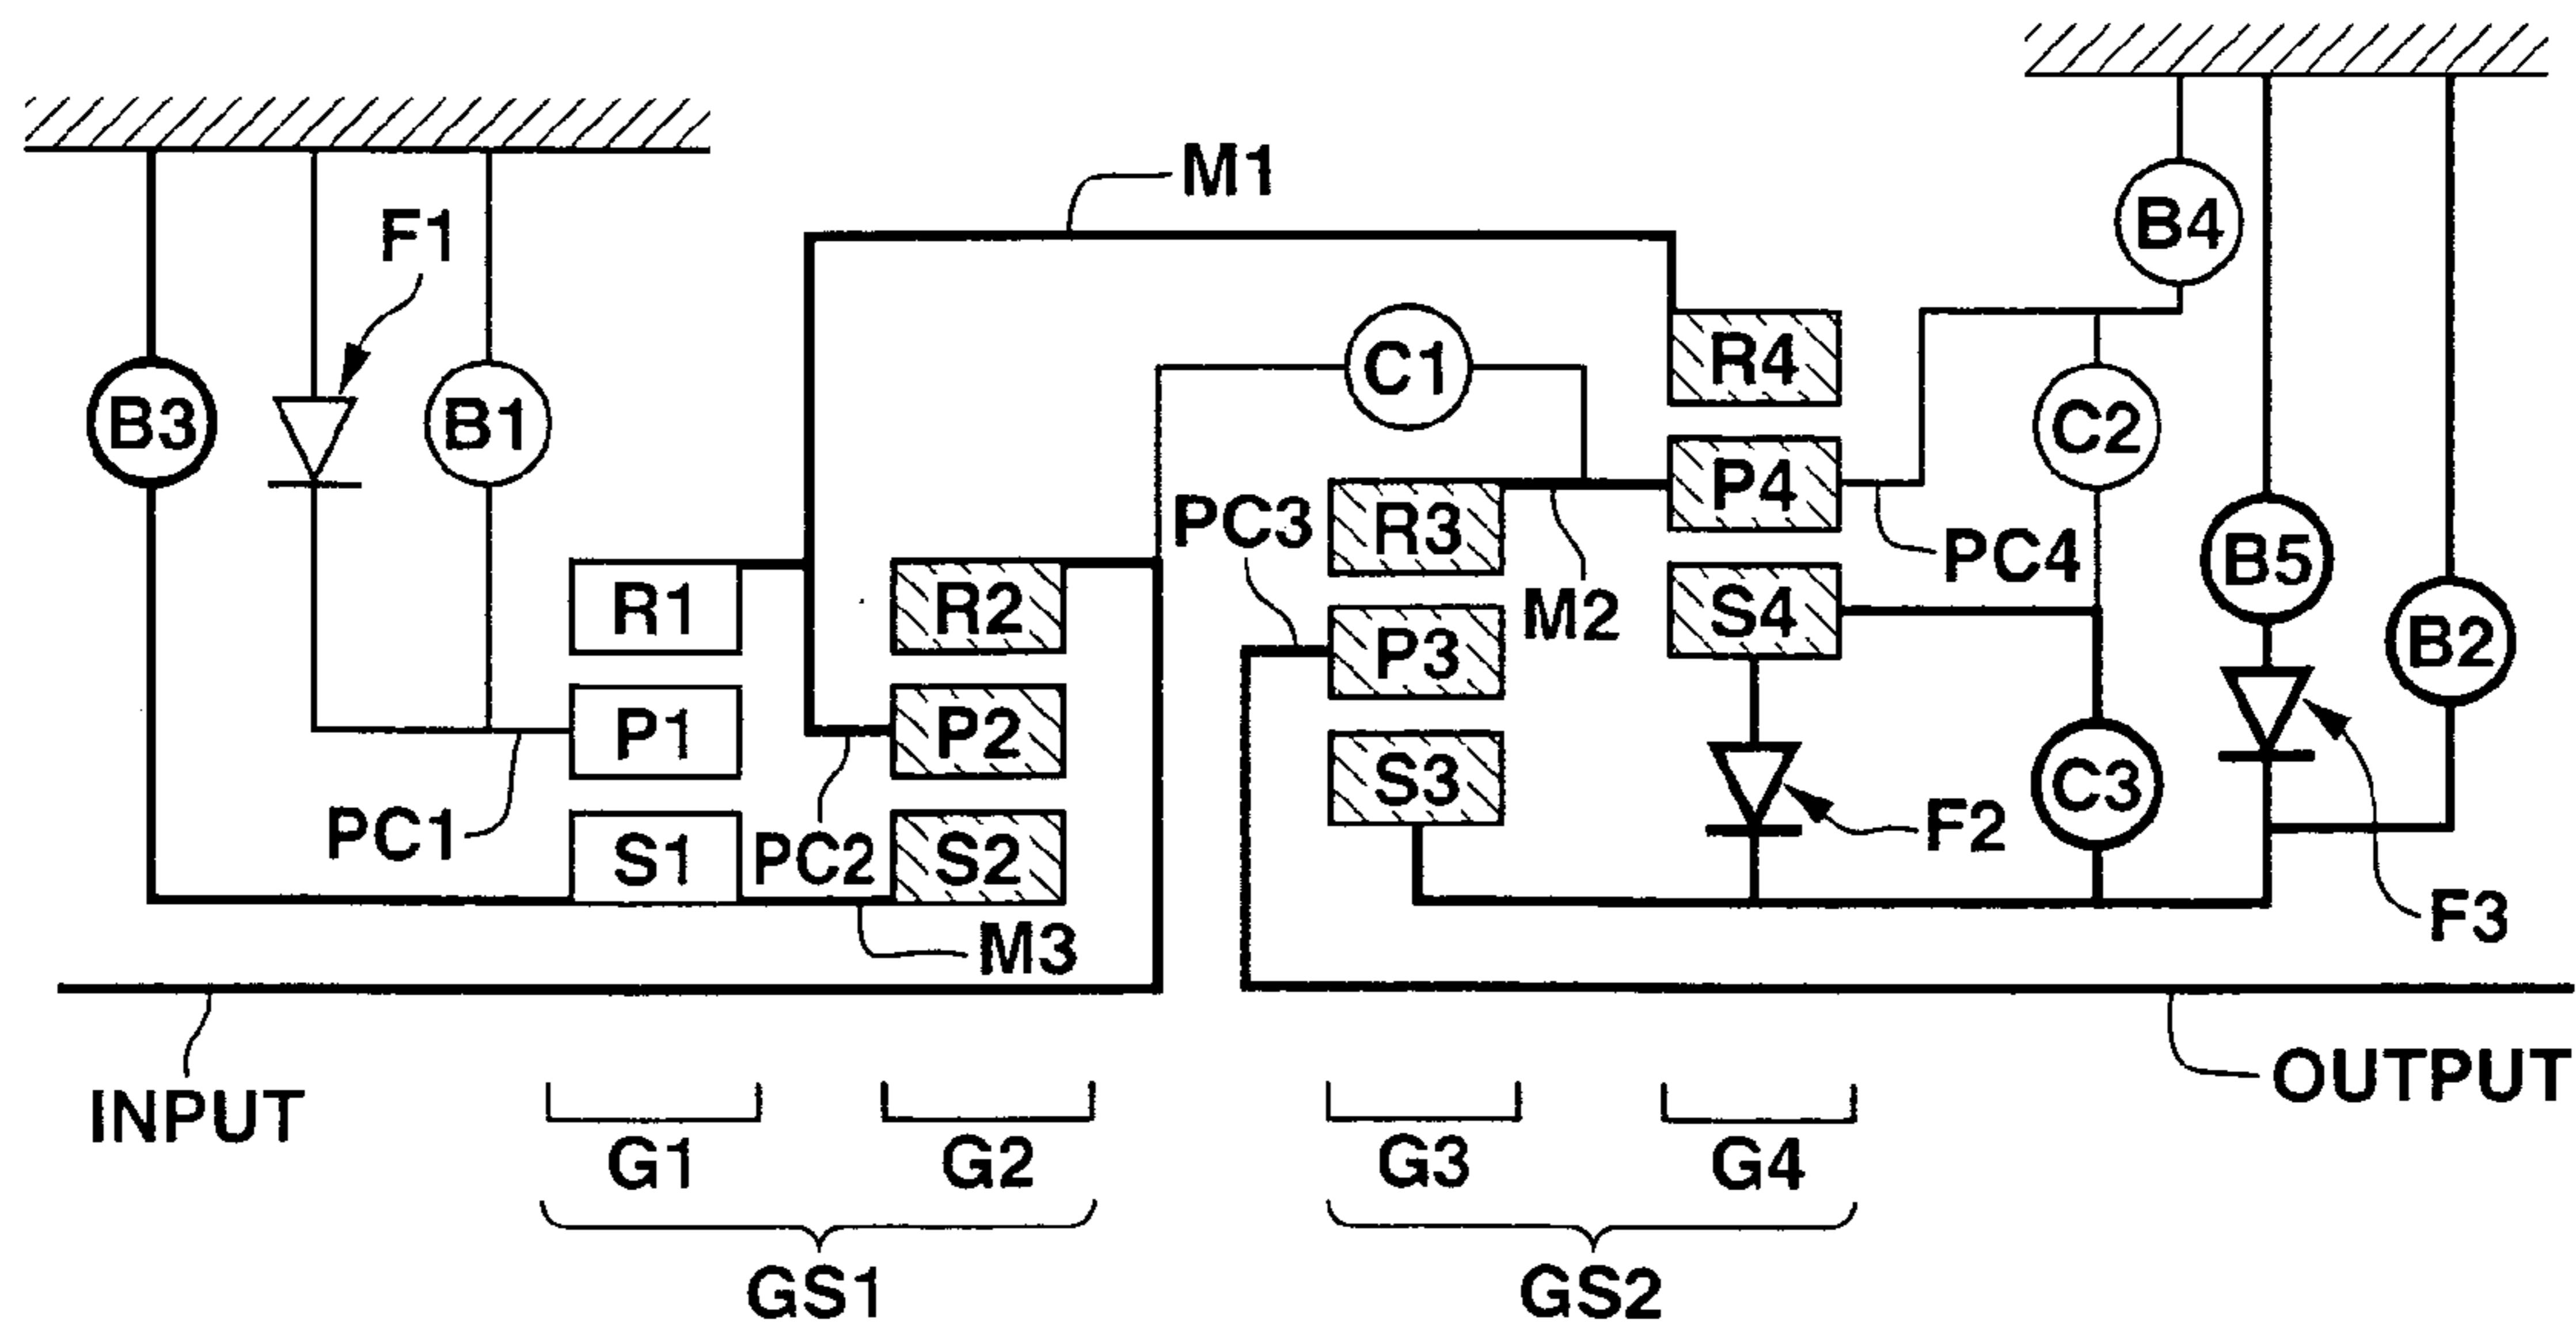 M1
F1
B4
B3
B1
C1
R4
C2
PC3
R3
P4
PC4
B5
R1
R2
M2
S4
B2
P3
P1
P2
S3
C3
PC1
PC2
F2
S1
S2
M3
F3
INPUT
OUTPUT
G1
G2
G3
G4
GS1
GS2